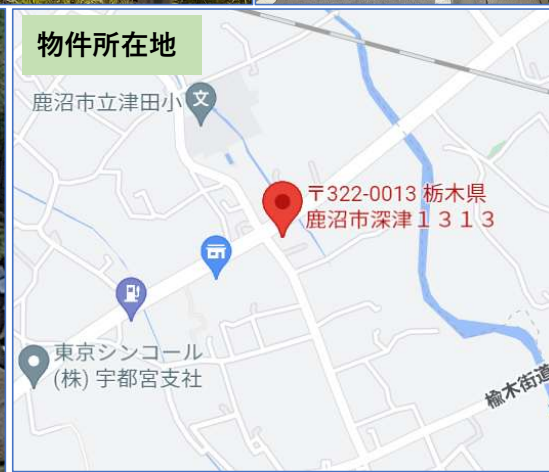 物件所在地
鹿沼市立津田小
文
〒322-0013 栃木県
鹿沼市深津1313
東京シンコール
(株) 宇都宮支社
楡木街道